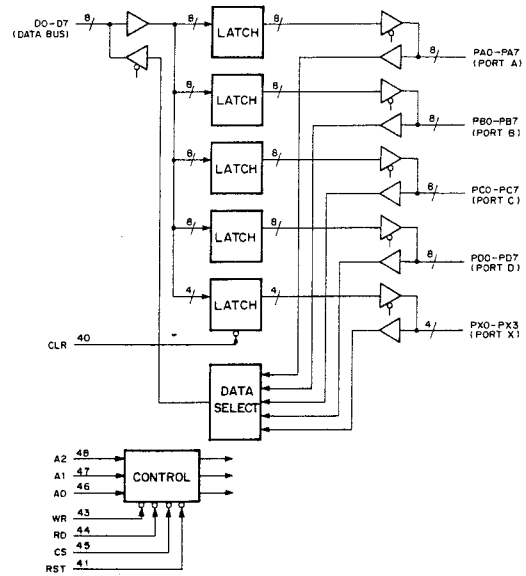 DO-D7
(DATA BUS)
8
LATCH
8
8
PA0-PA7
(PORT A)
8
LATCH
8
8
PB0-PB7
(PORT B)
8
LATCH
8
8
PC0-PC7
(PORT C)
8
LATCH
8
8
PD0-PD7
(PORT D)
4
LATCH
4
4
PX0-PX3
(PORT X)
8
CLR 40
DATA
SELECT
A2 48
A1 47
A0 46
CONTROL
WR 43
RD 44
CS 45
RST 41